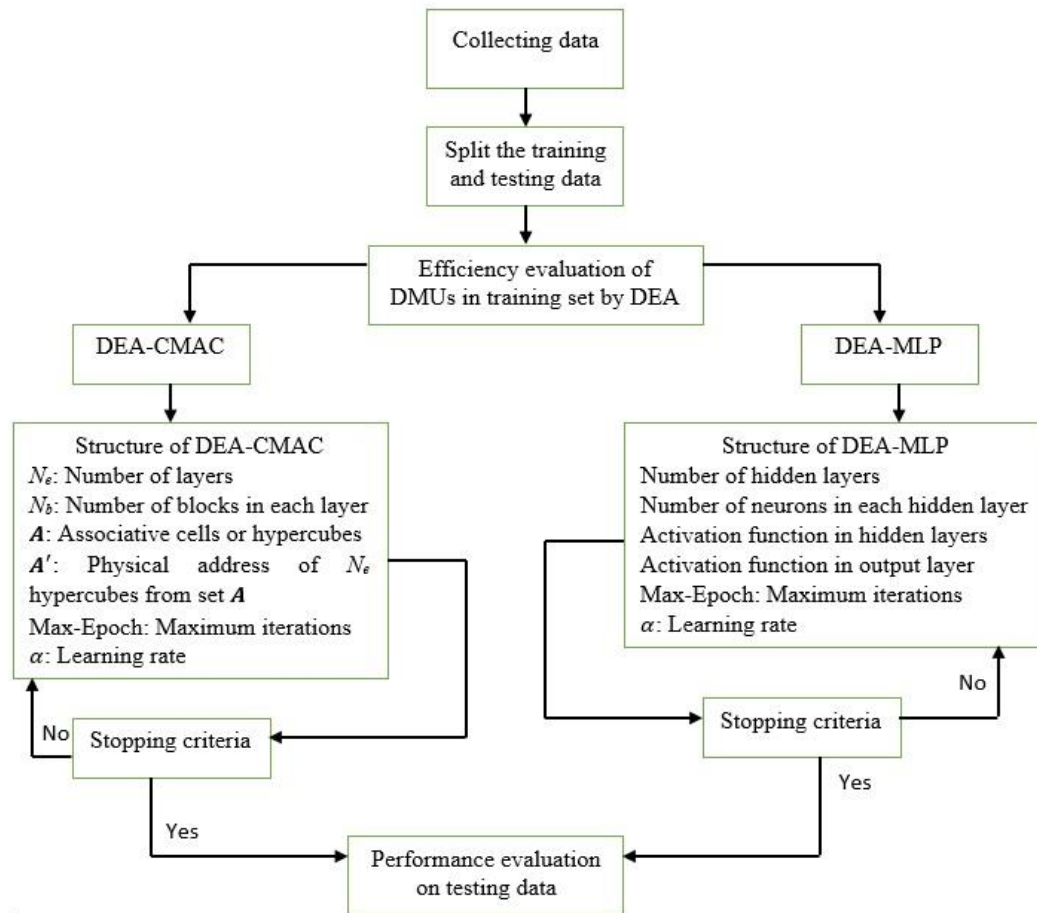 Collecting data
Split the training
and testing data
Efficiency evaluation of
DMUs in training set by DEA
DEA-CMAC
DEA-MLP
Structure of DEA-CMAC
Nₑ: Number of layers
N_b: Number of blocks in each layer
A: Associative cells or hypercubes
A′: Physical address of Nₑ
hypercubes from set A
Max-Epoch: Maximum iterations
α: Learning rate
Structure of DEA-MLP
Number of hidden layers
Number of neurons in each hidden layer
Activation function in hidden layers
Activation function in output layer
Max-Epoch: Maximum iterations
α: Learning rate
No
Stopping criteria
Yes
No
Stopping criteria
Yes
Performance evaluation
on testing data